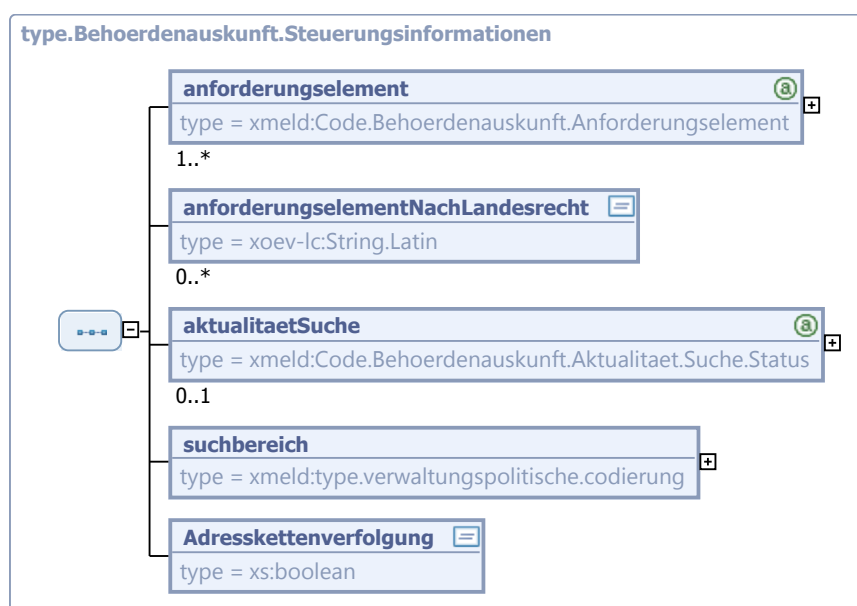 type.Behoerdenauskunft.Steuerungsinformationen
anforderungselement
type = xmeld:Code.Behoerdenauskunft.Anforderungselement
1..*
anforderungselementNachLandesrecht
type = xoev-lc:String.Latin
0..*
aktualitaetSuche
type = xmeld:Code.Behoerdenauskunft.Aktualitaet.Suche.Status
0..1
suchbereich
type = xmeld:type.verwaltungspolitische.codierung
Adresskettenverfolgung
type = xs:boolean